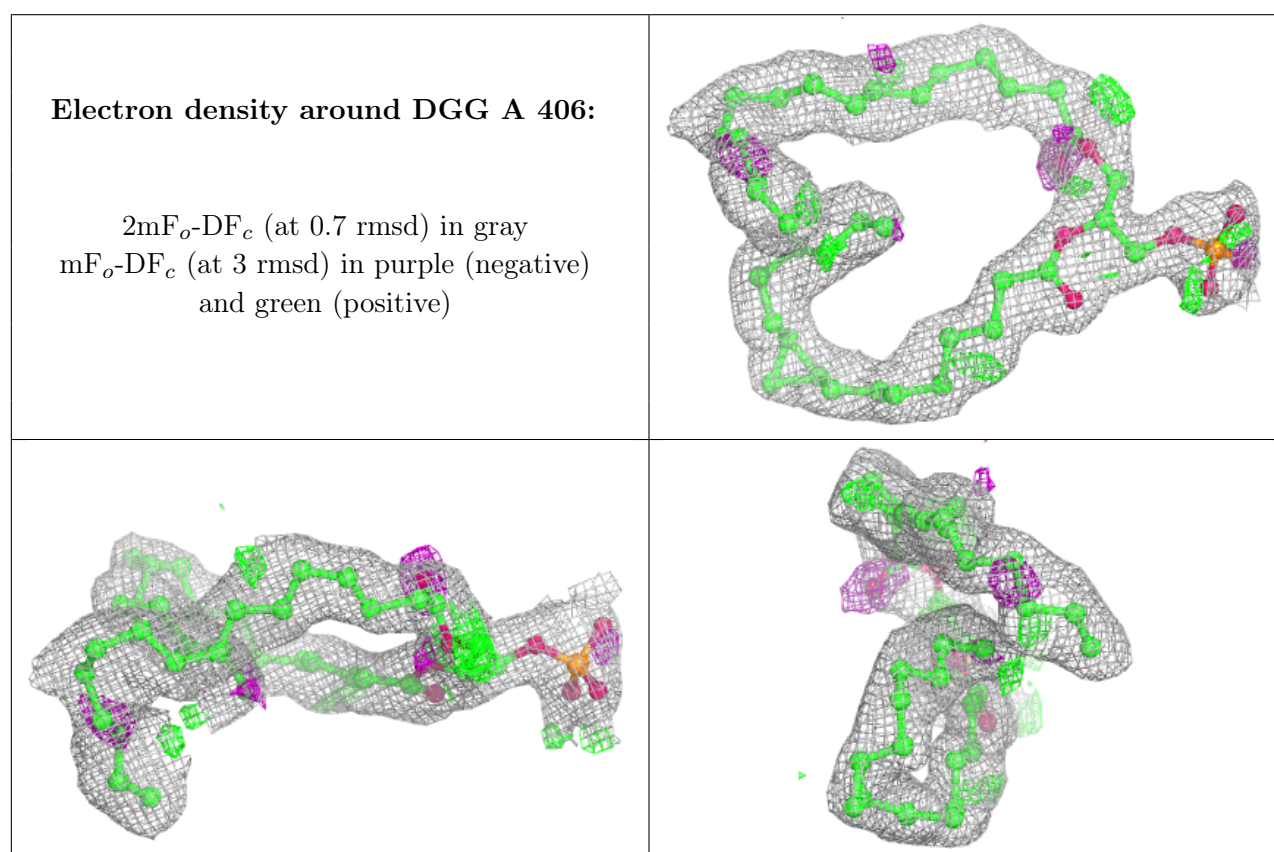 Electron density around DGG A 406:
2mFo-DFc (at 0.7 rmsd) in gray
mFo-DFc (at 3 rmsd) in purple (negative)
and green (positive)